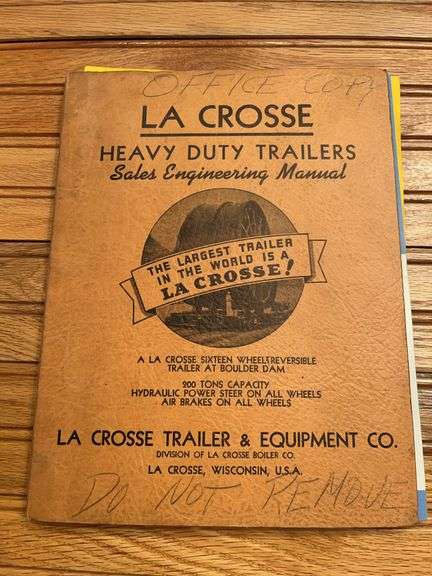 OFFICE COPY
LA CROSSE
HEAVY DUTY TRAILERS
Sales Engineering Manual
THE LARGEST TRAILER
IN THE WORLD IS A
LA CROSSE!
A LA CROSSE SIXTEEN WHEEL REVERSIBLE
TRAILER AT BOULDER DAM
200 TONS CAPACITY
HYDRAULIC POWER STEER ON ALL WHEELS
AIR BRAKES ON ALL WHEELS
LA CROSSE TRAILER & EQUIPMENT CO.
DIVISION OF LA CROSSE BOILER CO.
LA CROSSE, WISCONSIN, U.S.A.
DO NOT REMOVE